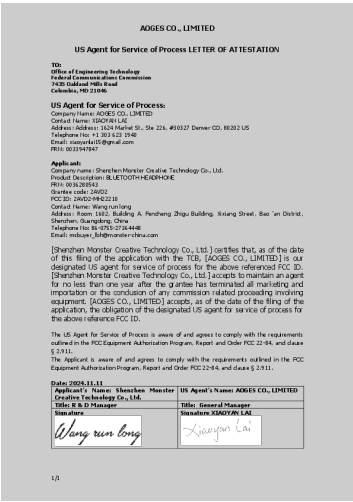 AOGES CO., LIMITED
US Agent for Service of Process LETTER OF ATTESTATION
TO:
Office of Engineering Technology
Federal Communications Commission
7435 Oakland Mills Road
Columbia, MD 21046
US Agent for Service of Process:
Company Name: AOGES CO., LIMITED
Contact Name: XIAOYAN LAI
Address: Address: 1624 Market St., Ste 226, #30327 Denver CO, 80202 US
Telephone No: +1 303 623 1940
Email: xiaoyanlai15@gmail.com
FRN: 0033947847
Applicant:
Company name: Shenzhen Monster Creative Technology Co., Ltd.
Product Description: BLUETOOTH HEADPHONE
FRN: 0036280543
Grantee code: 2AVD2
FCC ID: 2AVD2-MH22218
Contact Name: Wang run long
Address: Room 1602, Building A, Fenchang Zhigu Building, Xixiang Street, Bao 'an District,
Shenzhen, Guangdong, China
Telephone No: 86-0755-27364448
Email: msbuyer_lbh@monster-china.com
[Shenzhen Monster Creative Technology Co., Ltd.] certifies that, as of the date
of this filing of the application with the TCB, [AOGES CO., LIMITED] is our
designated US agent for service of process for the above referenced FCC ID.
[Shenzhen Monster Creative Technology Co., Ltd.] accepts to maintain an agent
for no less than one year after the grantee has terminated all marketing and
importation or the conclusion of any commission related proceeding involving
equipment. [AOGES CO., LIMITED] accepts, as of the date of the filing of the
application, the obligation of the designated US agent for service of process for
the above reference FCC ID.
The US Agent for Service of Process is aware of and agrees to comply with the requirements
outlined in the FCC Equipment Authorization Program, Report and Order FCC 22-84, and clause
§ 2.911.
The Applicant is aware of and agrees to comply with the requirements outlined in the FCC
Equipment Authorization Program, Report and Order FCC 22-84, and clause § 2.911.
Date: 2024.11.11
Applicant's Name: Shenzhen Monster
Creative Technology Co., Ltd.
US Agent's Name: AOGES CO., LIMITED
Title: R & D Manager
Title: General Manager
Signature
Signature XIAOYAN LAI
Wang run long
Xiaoyan Lai
1/1